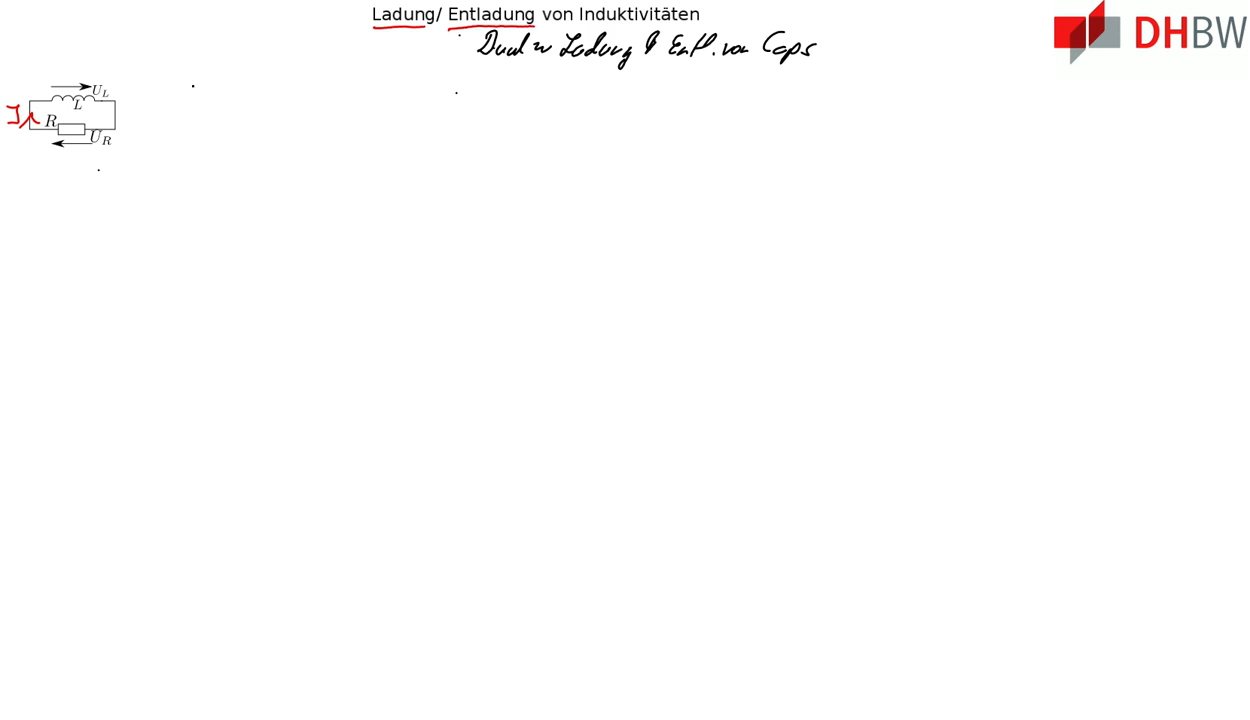 Ladung/ Entladung von Induktivitäten
DHBW
Dual zu Ladung & Entl. von Caps
U_L
L
I
R
U_R